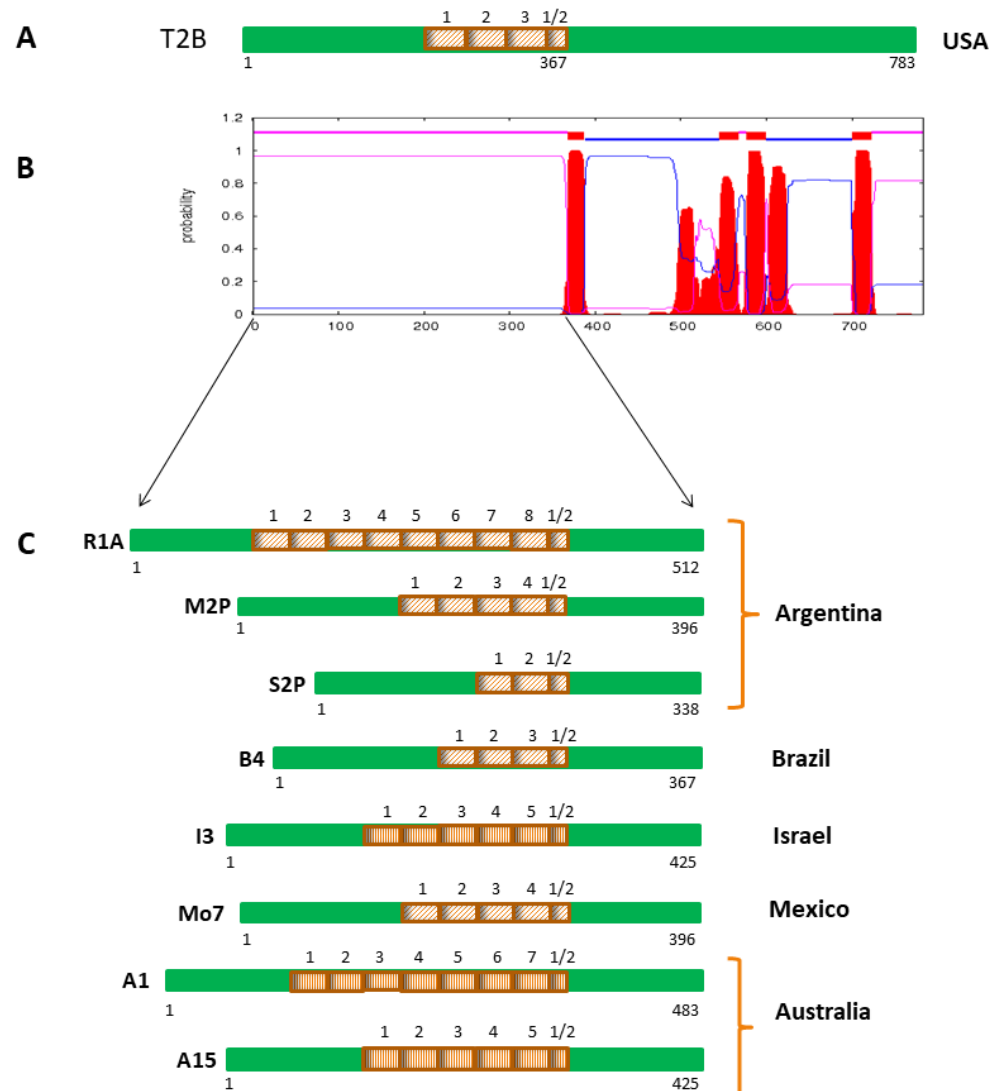 1 2 3 1/2
A T2B USA
1 367 783
B
1.2
1
0.8
0.6
0.4
0.2
0
probability
0 100 200 300 400 500 600 700
C
1 2 3 4 5 6 7 8 1/2
R1A
1 512
1 2 3 4 1/2
M2P
1 396
Argentina
1 2 1/2
S2P
1 338
1 2 3 1/2
B4 Brazil
1 367
1 2 3 4 5 1/2
I3 Israel
1 425
1 2 3 4 1/2
Mo7 Mexico
1 396
1 2 3 4 5 6 7 1/2
A1
1 483
Australia
1 2 3 4 5 1/2
A15
1 425